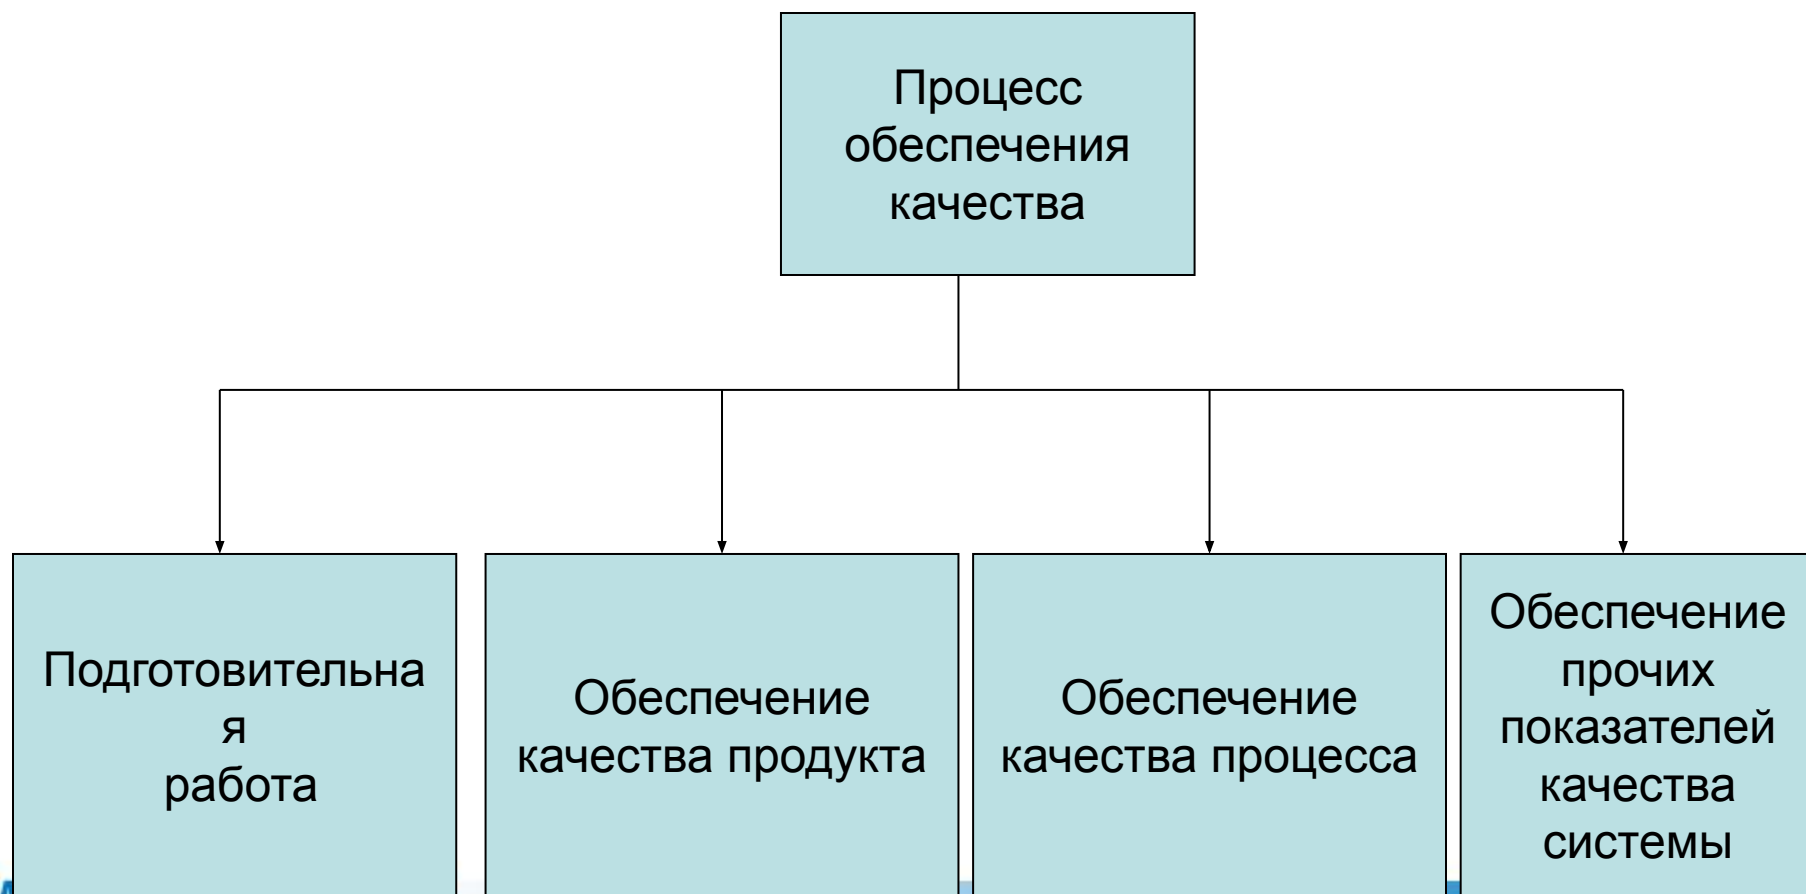 Процесс
обеспечения
качества
Подготовительна
я
работа
Обеспечение
качества продукта
Обеспечение
качества процесса
Обеспечение
прочих
показателей
качества
системы